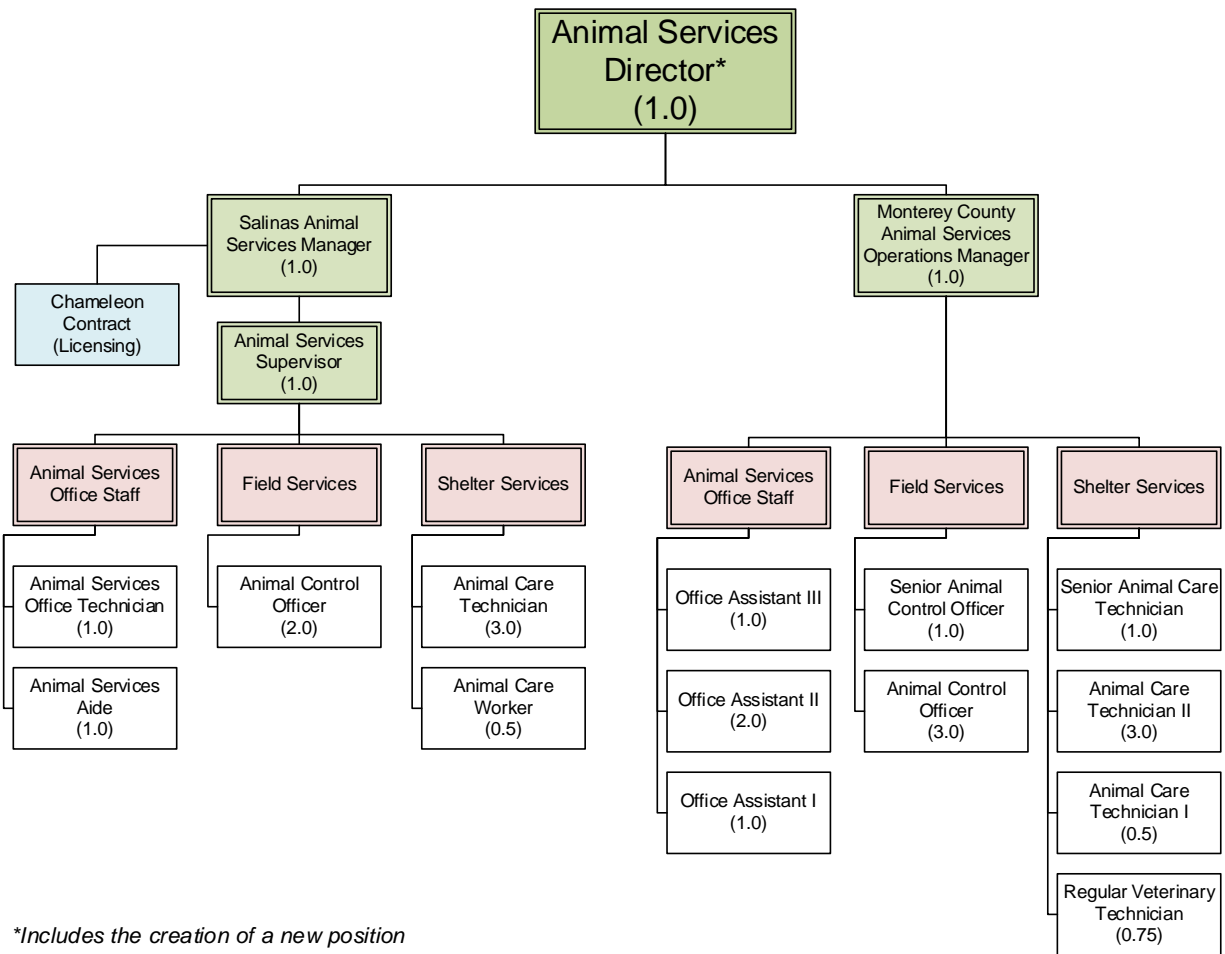 Animal Services
Director*
(1.0)
Salinas Animal
Services Manager
(1.0)
Monterey County
Animal Services
Operations Manager
(1.0)
Chameleon
Contract
(Licensing)
Animal Services
Supervisor
(1.0)
Animal Services
Office Staff
Field Services
Shelter Services
Animal Services
Office Technician
(1.0)
Animal Services
Aide
(1.0)
Animal Control
Officer
(2.0)
Animal Care
Technician
(3.0)
Animal Care
Worker
(0.5)
Animal Services
Office Staff
Field Services
Shelter Services
Office Assistant III
(1.0)
Office Assistant II
(2.0)
Office Assistant I
(1.0)
Senior Animal
Control Officer
(1.0)
Animal Control
Officer
(3.0)
Senior Animal Care
Technician
(1.0)
Animal Care
Technician II
(3.0)
Animal Care
Technician I
(0.5)
Regular Veterinary
Technician
(0.75)
*Includes the creation of a new position